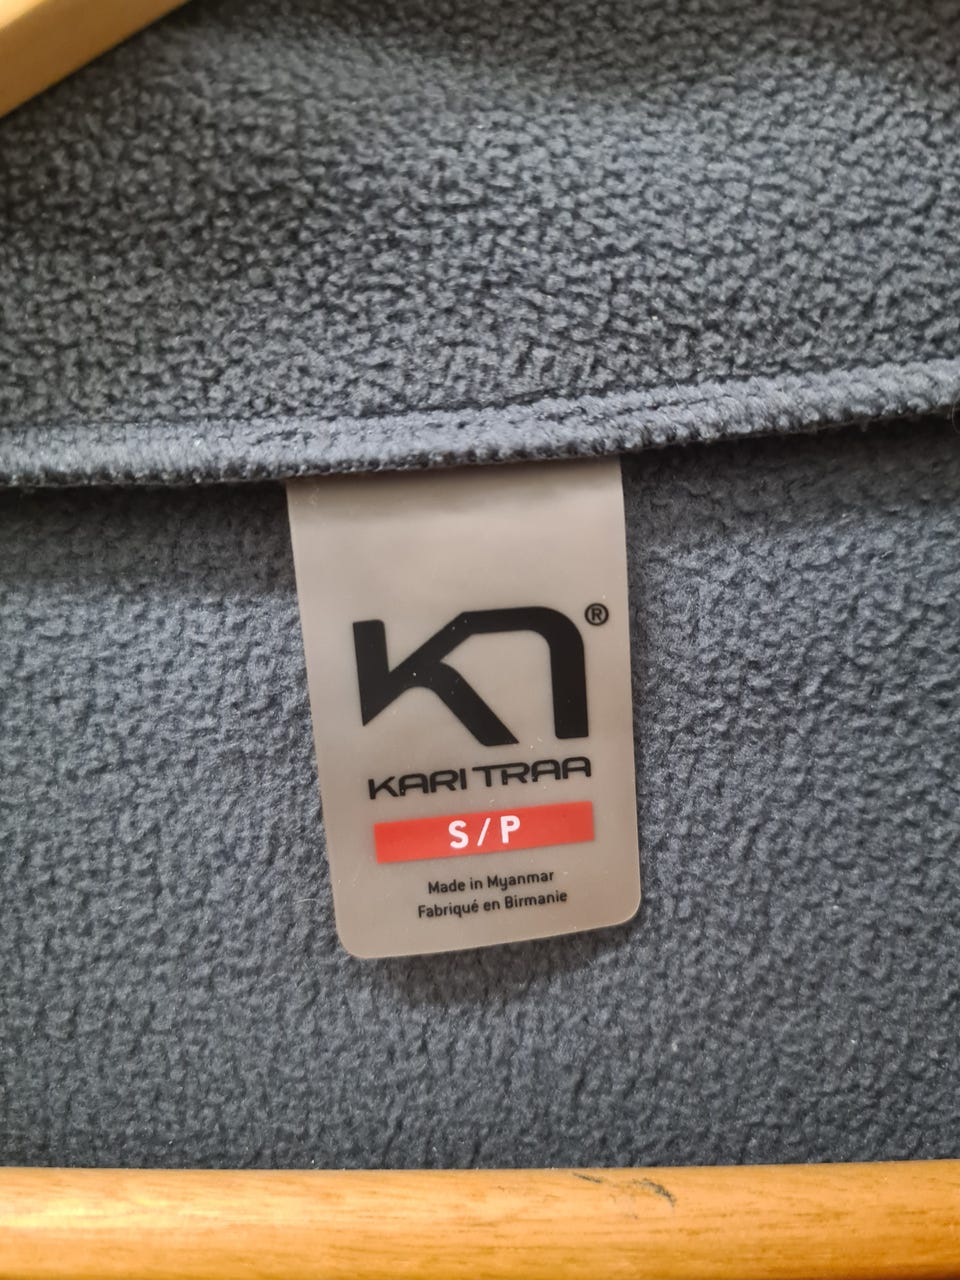 ®
KARI TRAA
S / P
Made in Myanmar
Fabriqué en Birmanie